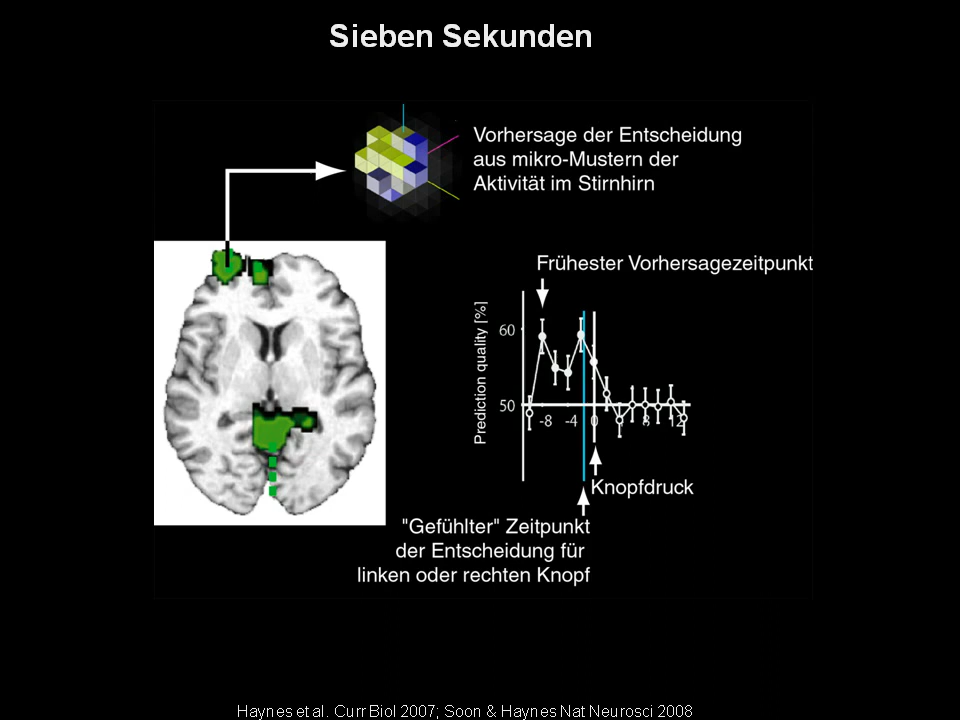 Sieben Sekunden
Vorhersage der Entscheidung
aus mikro-Mustern der
Aktivität im Stirnhirn
Frühester Vorhersagezeitpunkt
Prediction quality [%]
60
50
-8 -4 0 8 12
Knopfdruck
"Gefühlter" Zeitpunkt
der Entscheidung für
linken oder rechten Knopf
Haynes et al. Curr Biol 2007; Soon & Haynes Nat Neurosci 2008